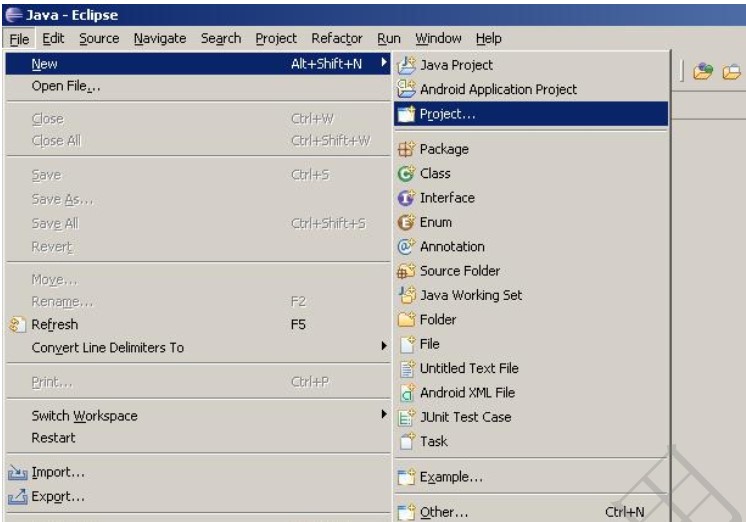 Java - Eclipse
File Edit Source Navigate Search Project Refactor Run Window Help
New Alt+Shift+N
Open File...
Close Ctrl+W
Close All Ctrl+Shift+W
Save Ctrl+S
Save As...
Save All Ctrl+Shift+S
Revert
Move...
Rename... F2
Refresh F5
Convert Line Delimiters To
Print... Ctrl+P
Switch Workspace
Restart
Import...
Export...
Java Project
Android Application Project
Project...
Package
Class
Interface
Enum
Annotation
Source Folder
Java Working Set
Folder
File
Untitled Text File
Android XML File
JUnit Test Case
Task
Example...
Other... Ctrl+N